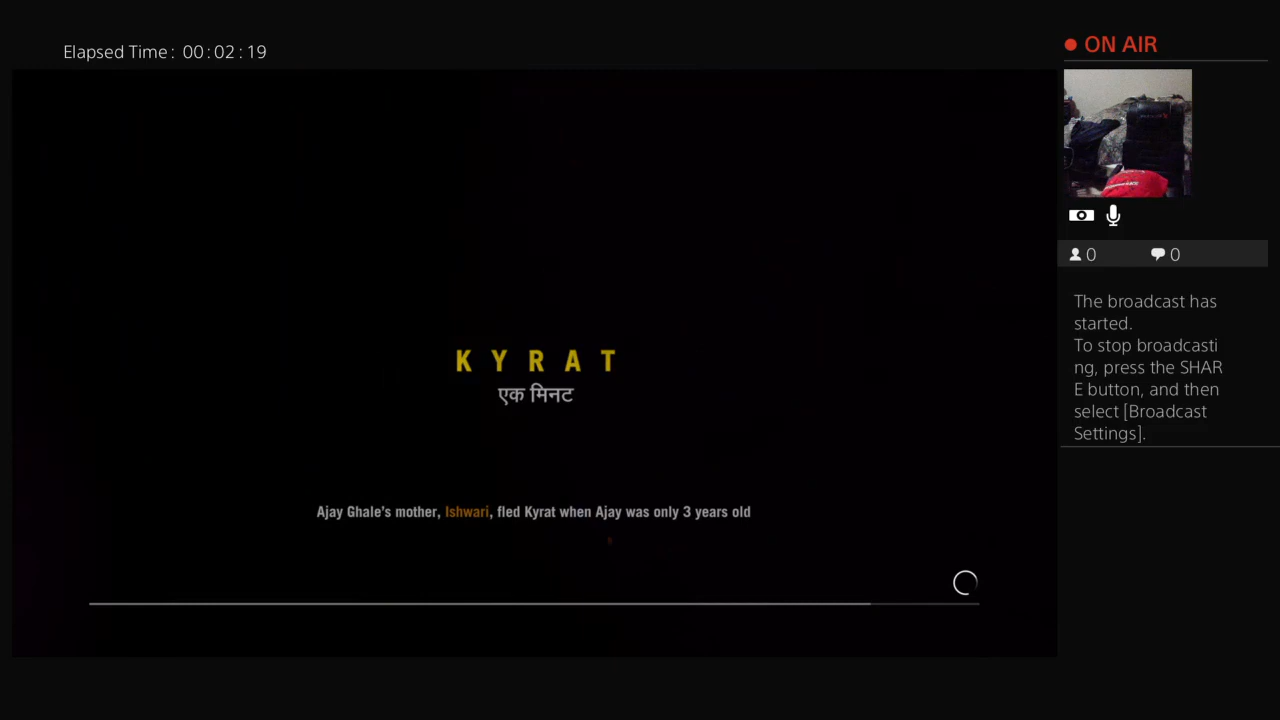 Elapsed Time: 00:02:19
ON AIR
0 0
KYRAT
एक मिनट
Ajay Ghale's mother, Ishwari, fled Kyrat when Ajay was only 3 years old
The broadcast has
started.
To stop broadcasti
ng, press the SHAR
E button, and then
select [Broadcast
Settings].